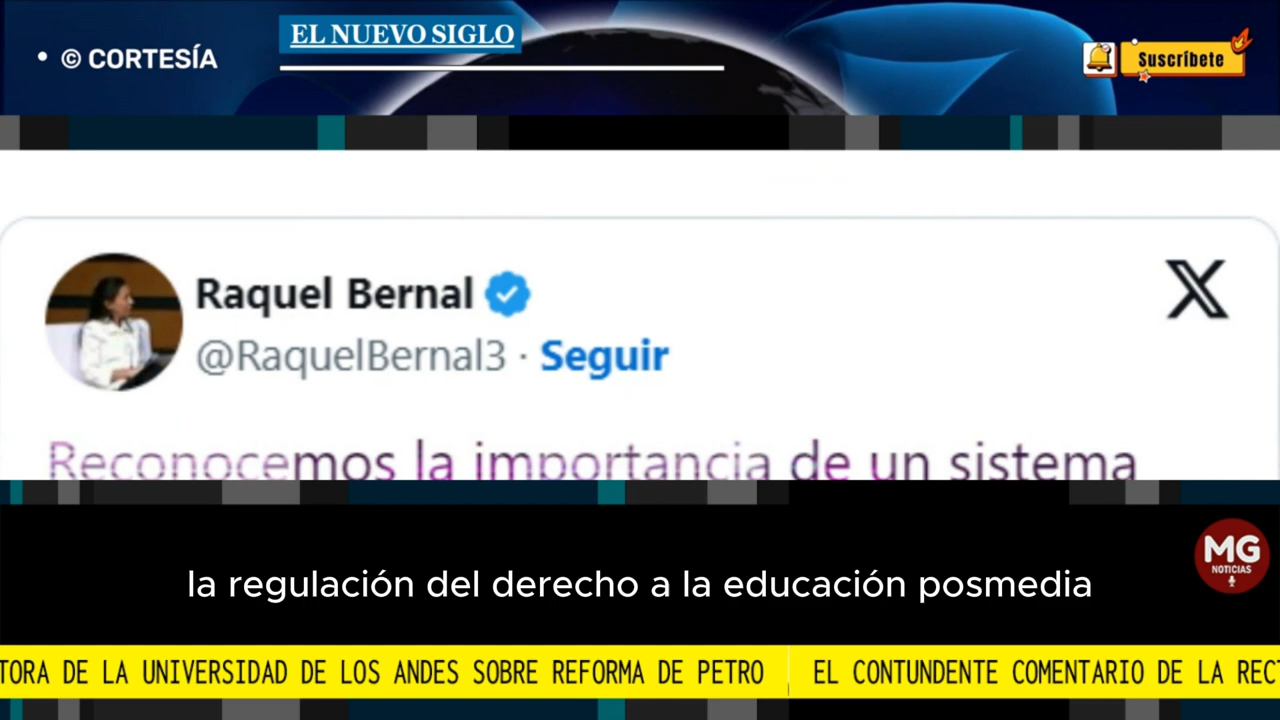 • © CORTESÍA
EL NUEVO SIGLO
Suscríbete
Raquel Bernal
@RaquelBernal3 · Seguir
X
Reconocemos la importancia de un sistema
MG
NOTICIAS
la regulación del derecho a la educación posmedia
TORA DE LA UNIVERSIDAD DE LOS ANDES SOBRE REFORMA DE PETRO EL CONTUNDENTE COMENTARIO DE LA REC